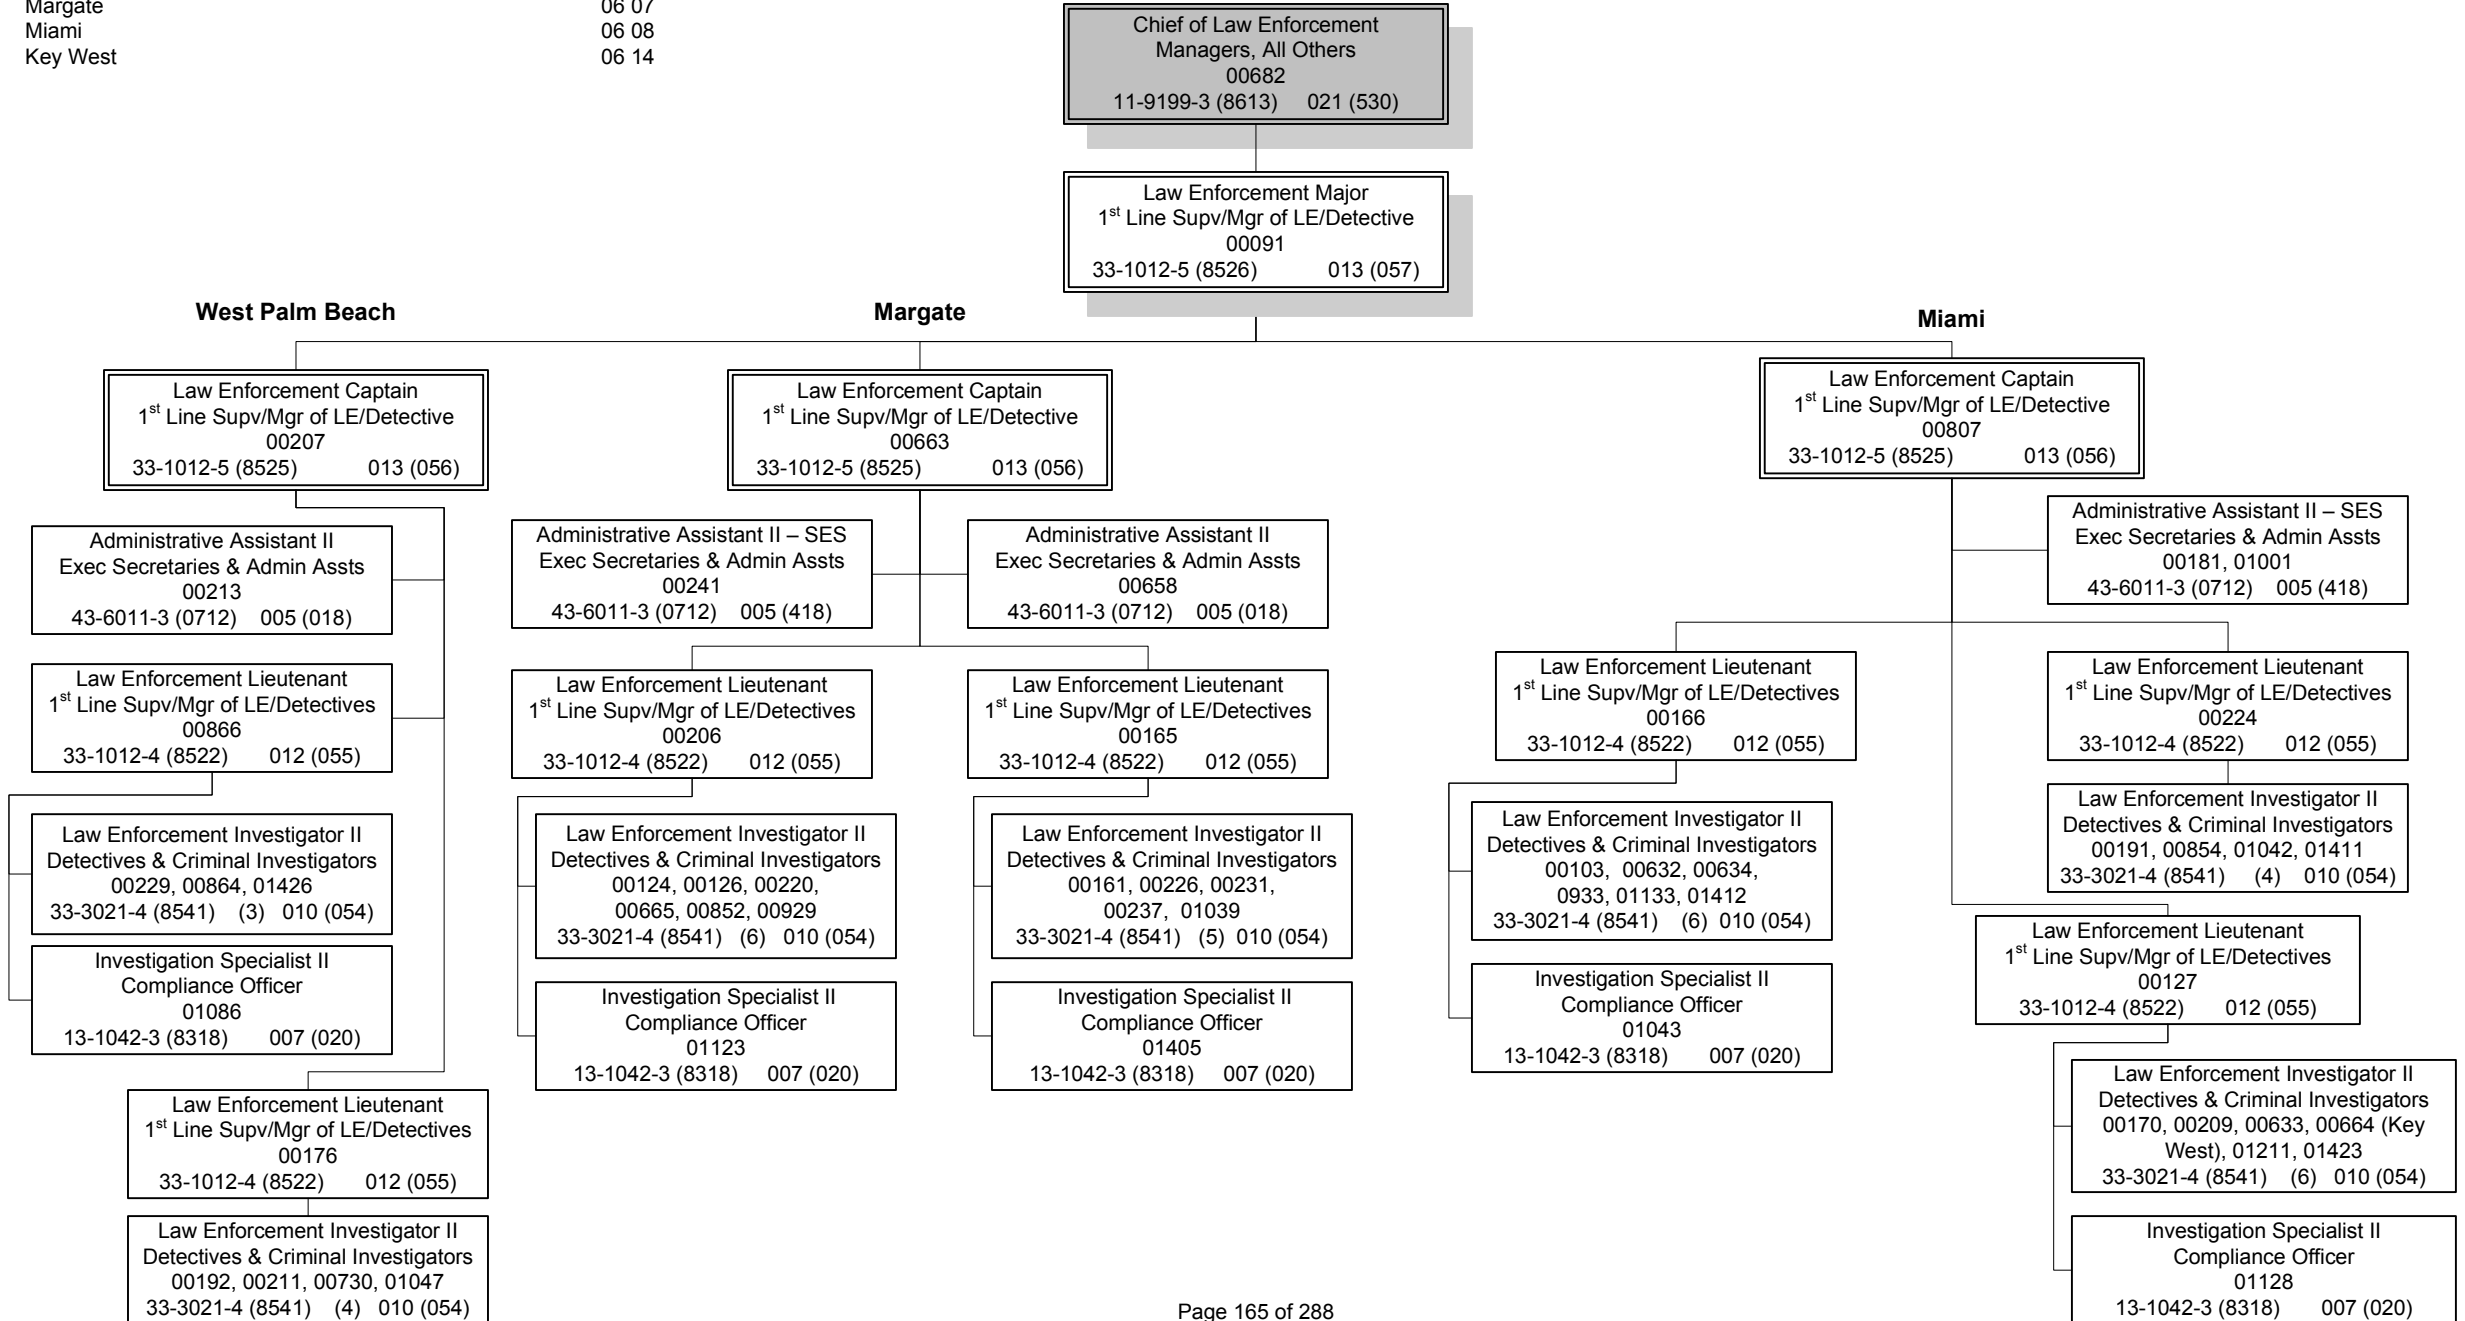 Margate 06 07
Miami 06 08
Key West 06 14
Chief of Law Enforcement
Managers, All Others
00682
11-9199-3 (8613) 021 (530)
Law Enforcement Major
1st Line Supv/Mgr of LE/Detective
00091
33-1012-5 (8526) 013 (057)
West Palm Beach
Margate
Miami
Law Enforcement Captain
1st Line Supv/Mgr of LE/Detective
00207
33-1012-5 (8525) 013 (056)
Law Enforcement Captain
1st Line Supv/Mgr of LE/Detective
00663
33-1012-5 (8525) 013 (056)
Law Enforcement Captain
1st Line Supv/Mgr of LE/Detective
00807
33-1012-5 (8525) 013 (056)
Administrative Assistant II
Exec Secretaries & Admin Assts
00213
43-6011-3 (0712) 005 (018)
Administrative Assistant II – SES
Exec Secretaries & Admin Assts
00241
43-6011-3 (0712) 005 (418)
Administrative Assistant II
Exec Secretaries & Admin Assts
00658
43-6011-3 (0712) 005 (018)
Administrative Assistant II – SES
Exec Secretaries & Admin Assts
00181, 01001
43-6011-3 (0712) 005 (418)
Law Enforcement Lieutenant
1st Line Supv/Mgr of LE/Detectives
00866
33-1012-4 (8522) 012 (055)
Law Enforcement Lieutenant
1st Line Supv/Mgr of LE/Detectives
00206
33-1012-4 (8522) 012 (055)
Law Enforcement Lieutenant
1st Line Supv/Mgr of LE/Detectives
00165
33-1012-4 (8522) 012 (055)
Law Enforcement Lieutenant
1st Line Supv/Mgr of LE/Detectives
00166
33-1012-4 (8522) 012 (055)
Law Enforcement Lieutenant
1st Line Supv/Mgr of LE/Detectives
00224
33-1012-4 (8522) 012 (055)
Law Enforcement Investigator II
Detectives & Criminal Investigators
00229, 00864, 01426
33-3021-4 (8541) (3) 010 (054)
Law Enforcement Investigator II
Detectives & Criminal Investigators
00124, 00126, 00220,
00665, 00852, 00929
33-3021-4 (8541) (6) 010 (054)
Law Enforcement Investigator II
Detectives & Criminal Investigators
00161, 00226, 00231,
00237, 01039
33-3021-4 (8541) (5) 010 (054)
Law Enforcement Investigator II
Detectives & Criminal Investigators
00103, 00632, 00634,
0933, 01133, 01412
33-3021-4 (8541) (6) 010 (054)
Law Enforcement Investigator II
Detectives & Criminal Investigators
00191, 00854, 01042, 01411
33-3021-4 (8541) (4) 010 (054)
Investigation Specialist II
Compliance Officer
01086
13-1042-3 (8318) 007 (020)
Investigation Specialist II
Compliance Officer
01123
13-1042-3 (8318) 007 (020)
Investigation Specialist II
Compliance Officer
01405
13-1042-3 (8318) 007 (020)
Investigation Specialist II
Compliance Officer
01043
13-1042-3 (8318) 007 (020)
Law Enforcement Lieutenant
1st Line Supv/Mgr of LE/Detectives
00127
33-1012-4 (8522) 012 (055)
Law Enforcement Lieutenant
1st Line Supv/Mgr of LE/Detectives
00176
33-1012-4 (8522) 012 (055)
Law Enforcement Investigator II
Detectives & Criminal Investigators
00170, 00209, 00633, 00664 (Key
West), 01211, 01423
33-3021-4 (8541) (6) 010 (054)
Law Enforcement Investigator II
Detectives & Criminal Investigators
00192, 00211, 00730, 01047
33-3021-4 (8541) (4) 010 (054)
Investigation Specialist II
Compliance Officer
01128
13-1042-3 (8318) 007 (020)
Page 165 of 288